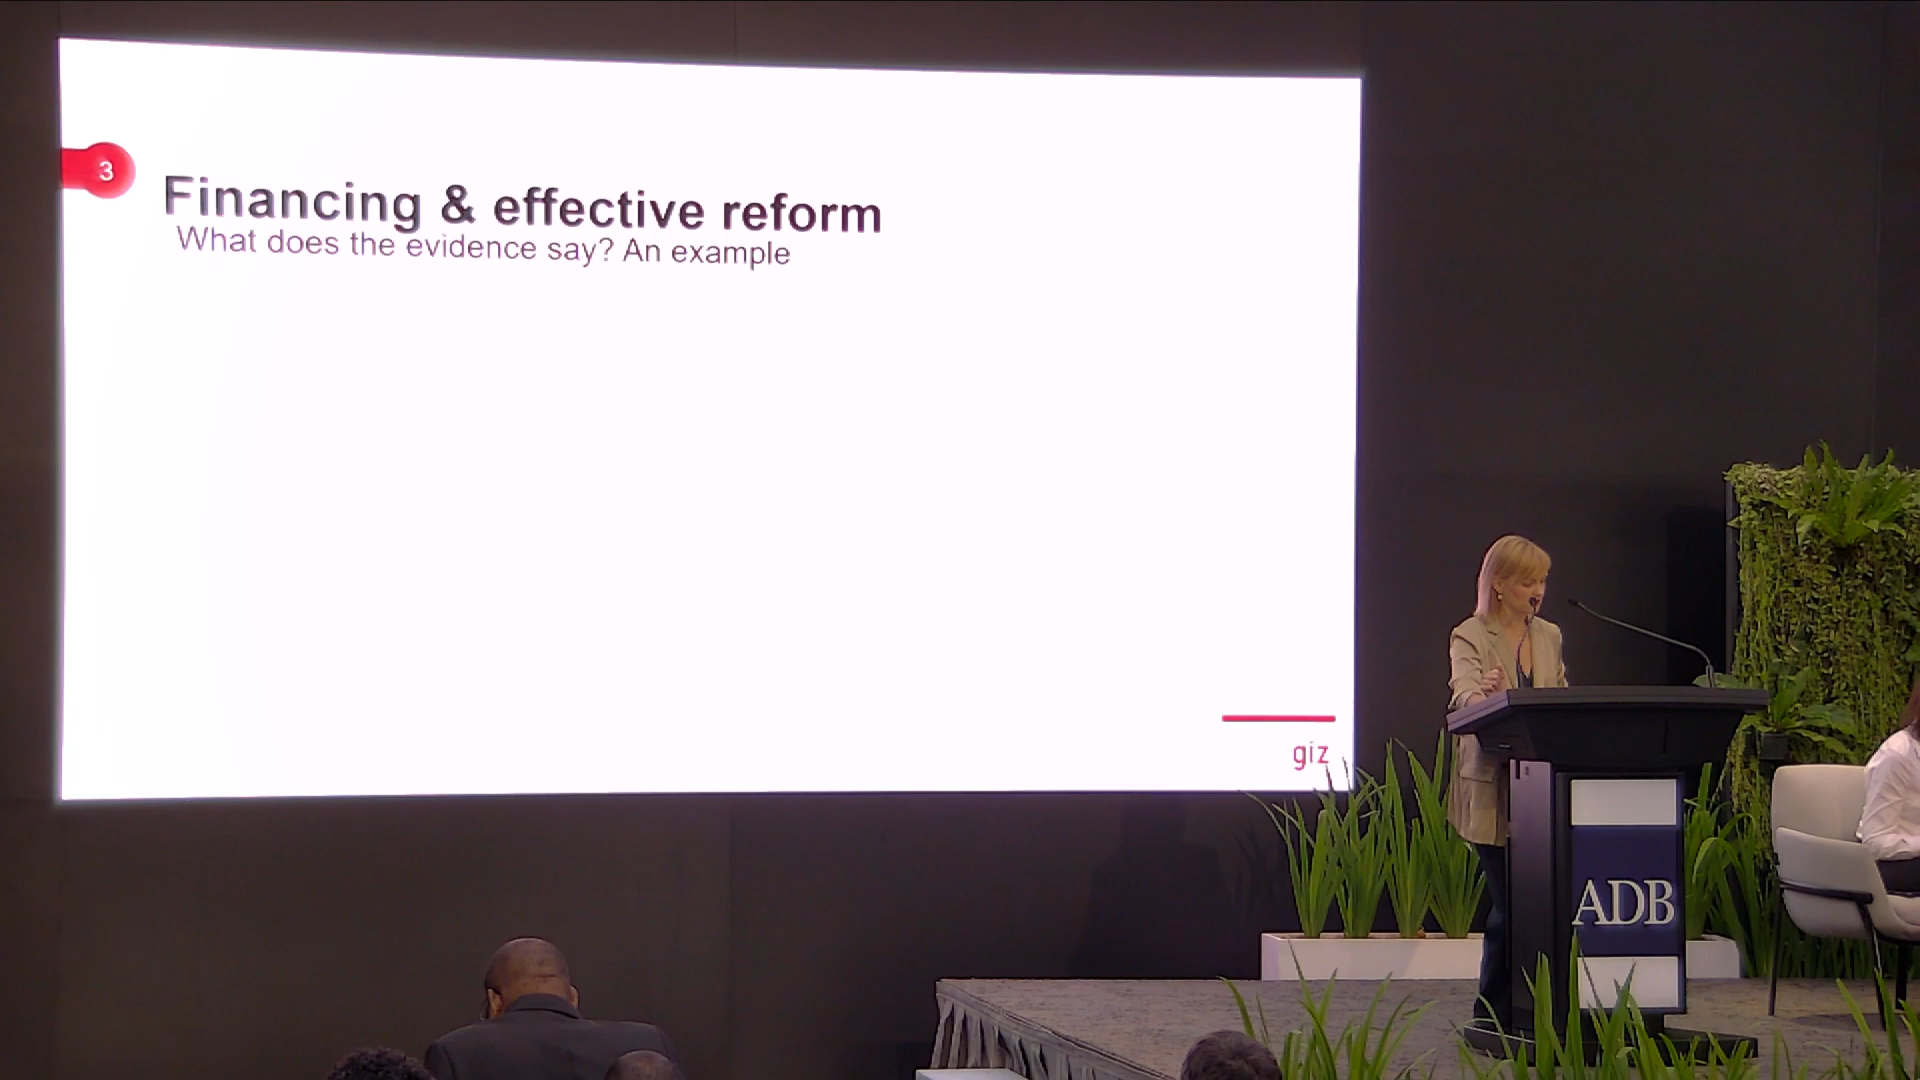 3
Financing & effective reform
What does the evidence say? An example
giz
ADB